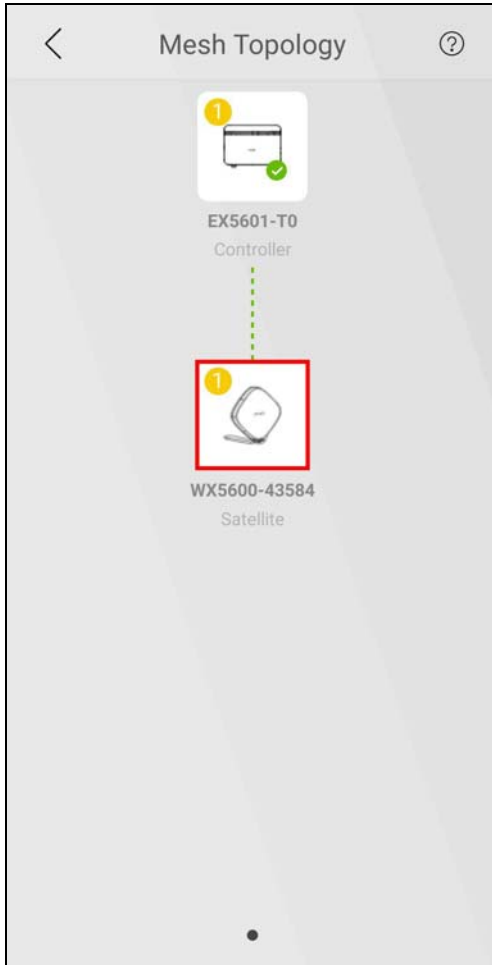 Mesh Topology
1
EX5601-T0
Controller
1
WX5600-43584
Satellite